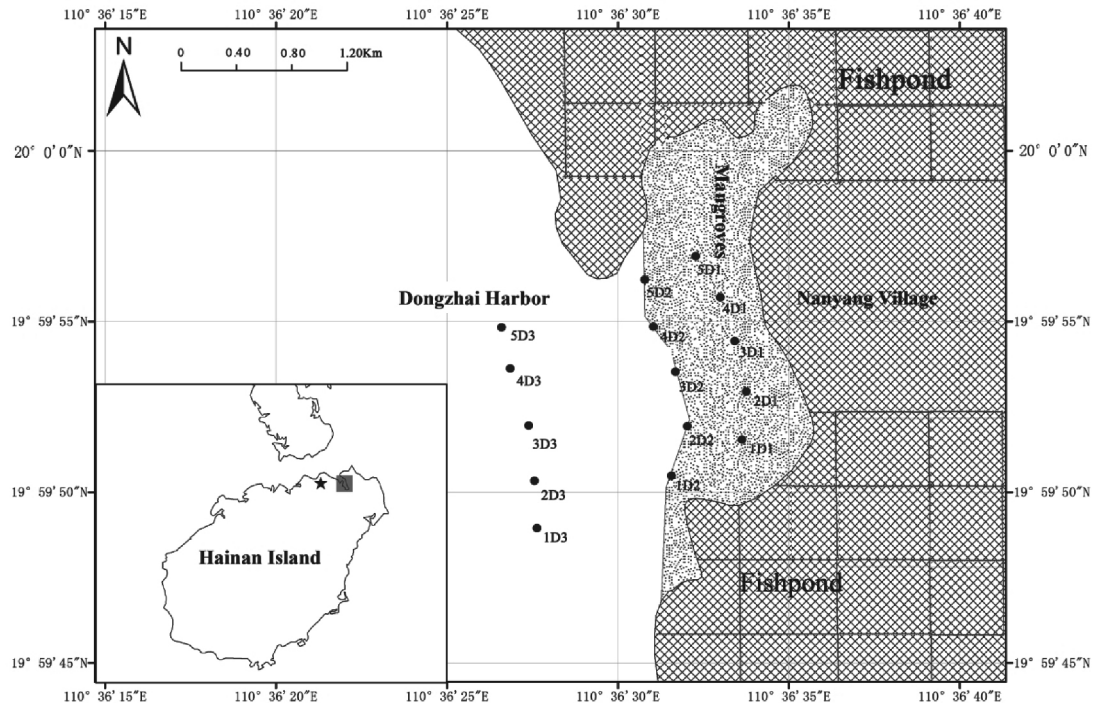 110° 36′ 15″E 110° 36′ 20″E 110° 36′ 25″E 110° 36′ 30″E 110° 36′ 35″E 110° 36′ 40″E
N
0 0.40 0.80 1.20Km
Fishpond
20° 0′0″N 20° 0′0″N
Mangroves
5D1
5D2
4D1
Dongzhai Harbor Nanyang Village
19° 59′55″N 19° 59′55″N
5D3
4D2
3D1
4D3
3D2
2D1
3D3
2D2
1D1
1D2
19° 59′50″N 19° 59′50″N
2D3
1D3
Hainan Island
Fishpond
19° 59′45″N 19° 59′45″N
110° 36′ 15″E 110° 36′ 20″E 110° 36′ 25″E 110° 36′ 30″E 110° 36′ 35″E 110° 36′ 40″E